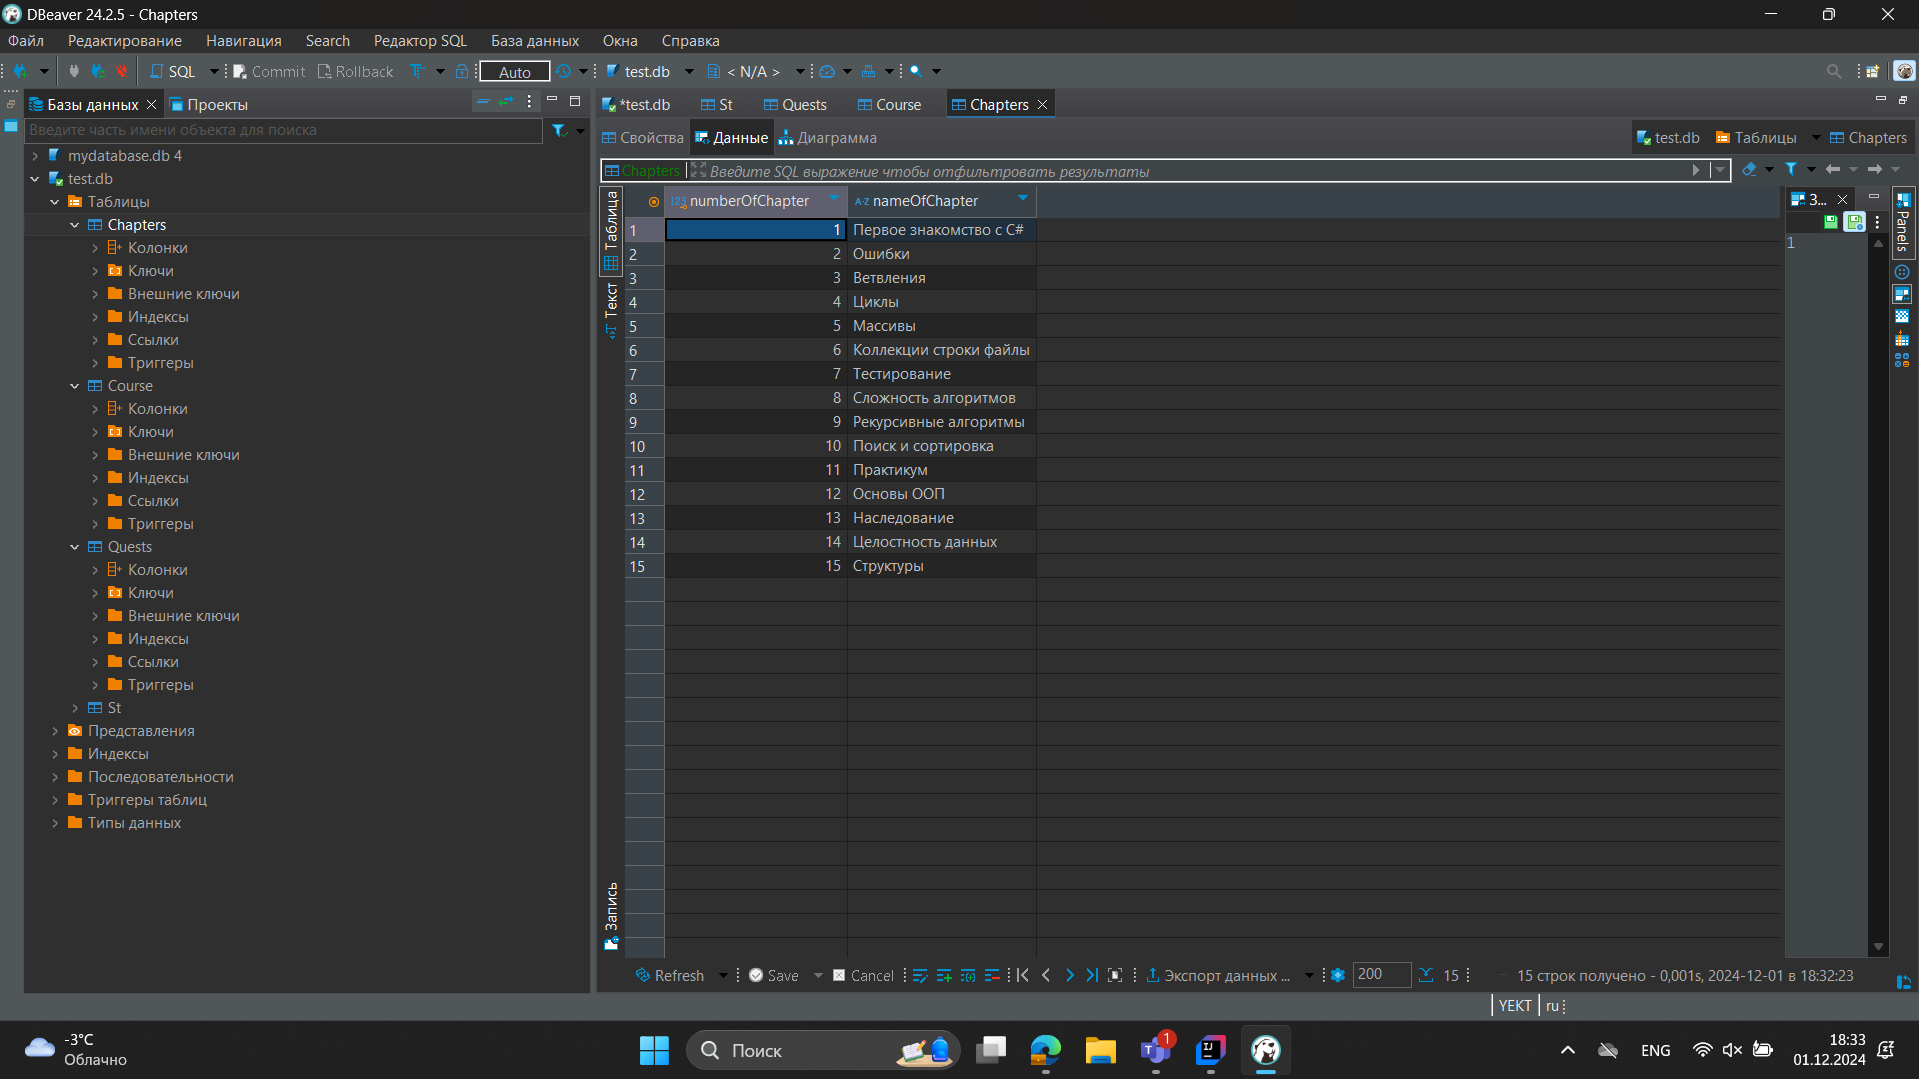 DBeaver 24.2.5 - Chapters
Файл Редактирование Навигация Search Редактор SQL База данных Окна Справка
SQL Commit Rollback Auto test.db < N/A >
Базы данных Проекты
*test.db St Quests Course Chapters
Введите часть имени объекта для поиска
Свойства Данные Диаграмма
test.db Таблицы Chapters
Chapters Введите SQL выражение чтобы отфильтровать результаты
mydatabase.db 4
test.db
Таблицы
Chapters
Колонки
Ключи
Внешние ключи
Индексы
Ссылки
Триггеры
Course
Колонки
Ключи
Внешние ключи
Индексы
Ссылки
Триггеры
Quests
Колонки
Ключи
Внешние ключи
Индексы
Ссылки
Триггеры
St
Представления
Индексы
Последовательности
Триггеры таблиц
Типы данных
Таблица
Текст
Запись
123 numberOfChapter A-Z nameOfChapter
1 1 Первое знакомство с C#
2 2 Ошибки
3 3 Ветвления
4 4 Циклы
5 5 Массивы
6 6 Коллекции строки файлы
7 7 Тестирование
8 8 Сложность алгоритмов
9 9 Рекурсивные алгоритмы
10 10 Поиск и сортировка
11 11 Практикум
12 12 Основы ООП
13 13 Наследование
14 14 Целостность данных
15 15 Структуры
З...
1
Panels
Refresh Save Cancel Экспорт данных ... 200 15 15 строк получено - 0,001s, 2024-12-01 в 18:32:23
YEKT ru
-3°C
Облачно
Поиск
1
ENG
18:33
01.12.2024